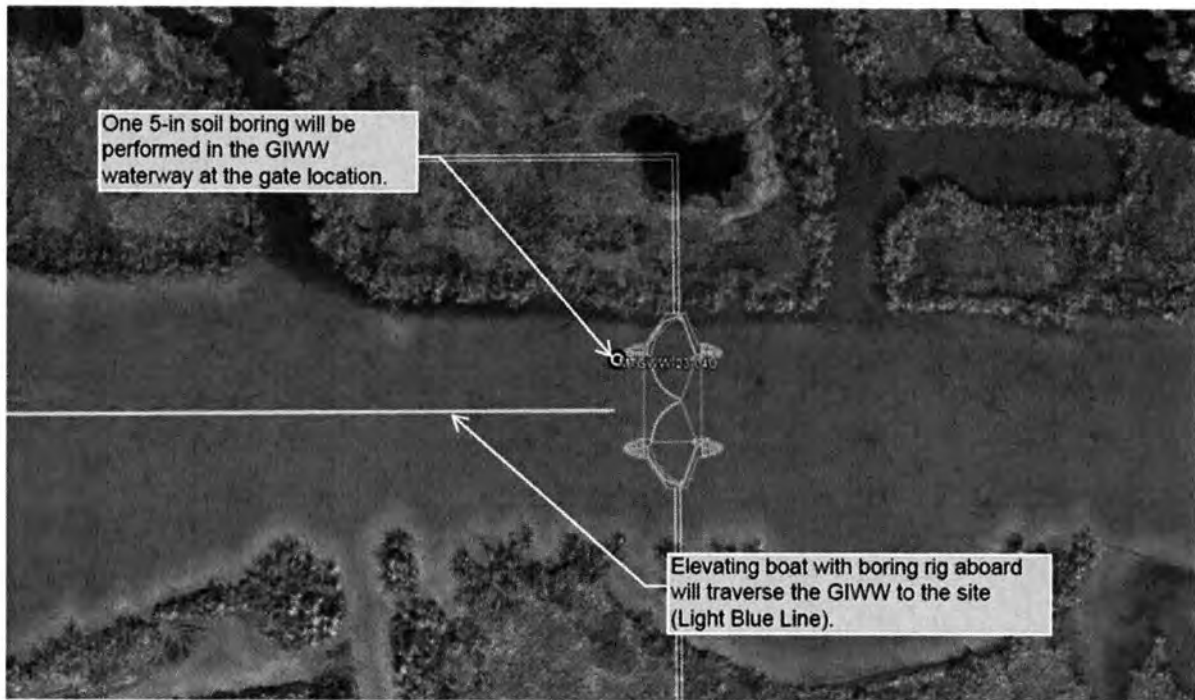 One 5-in soil boring will be
performed in the GIWW
waterway at the gate location.
Elevating boat with boring rig aboard
will traverse the GIWW to the site
(Light Blue Line).